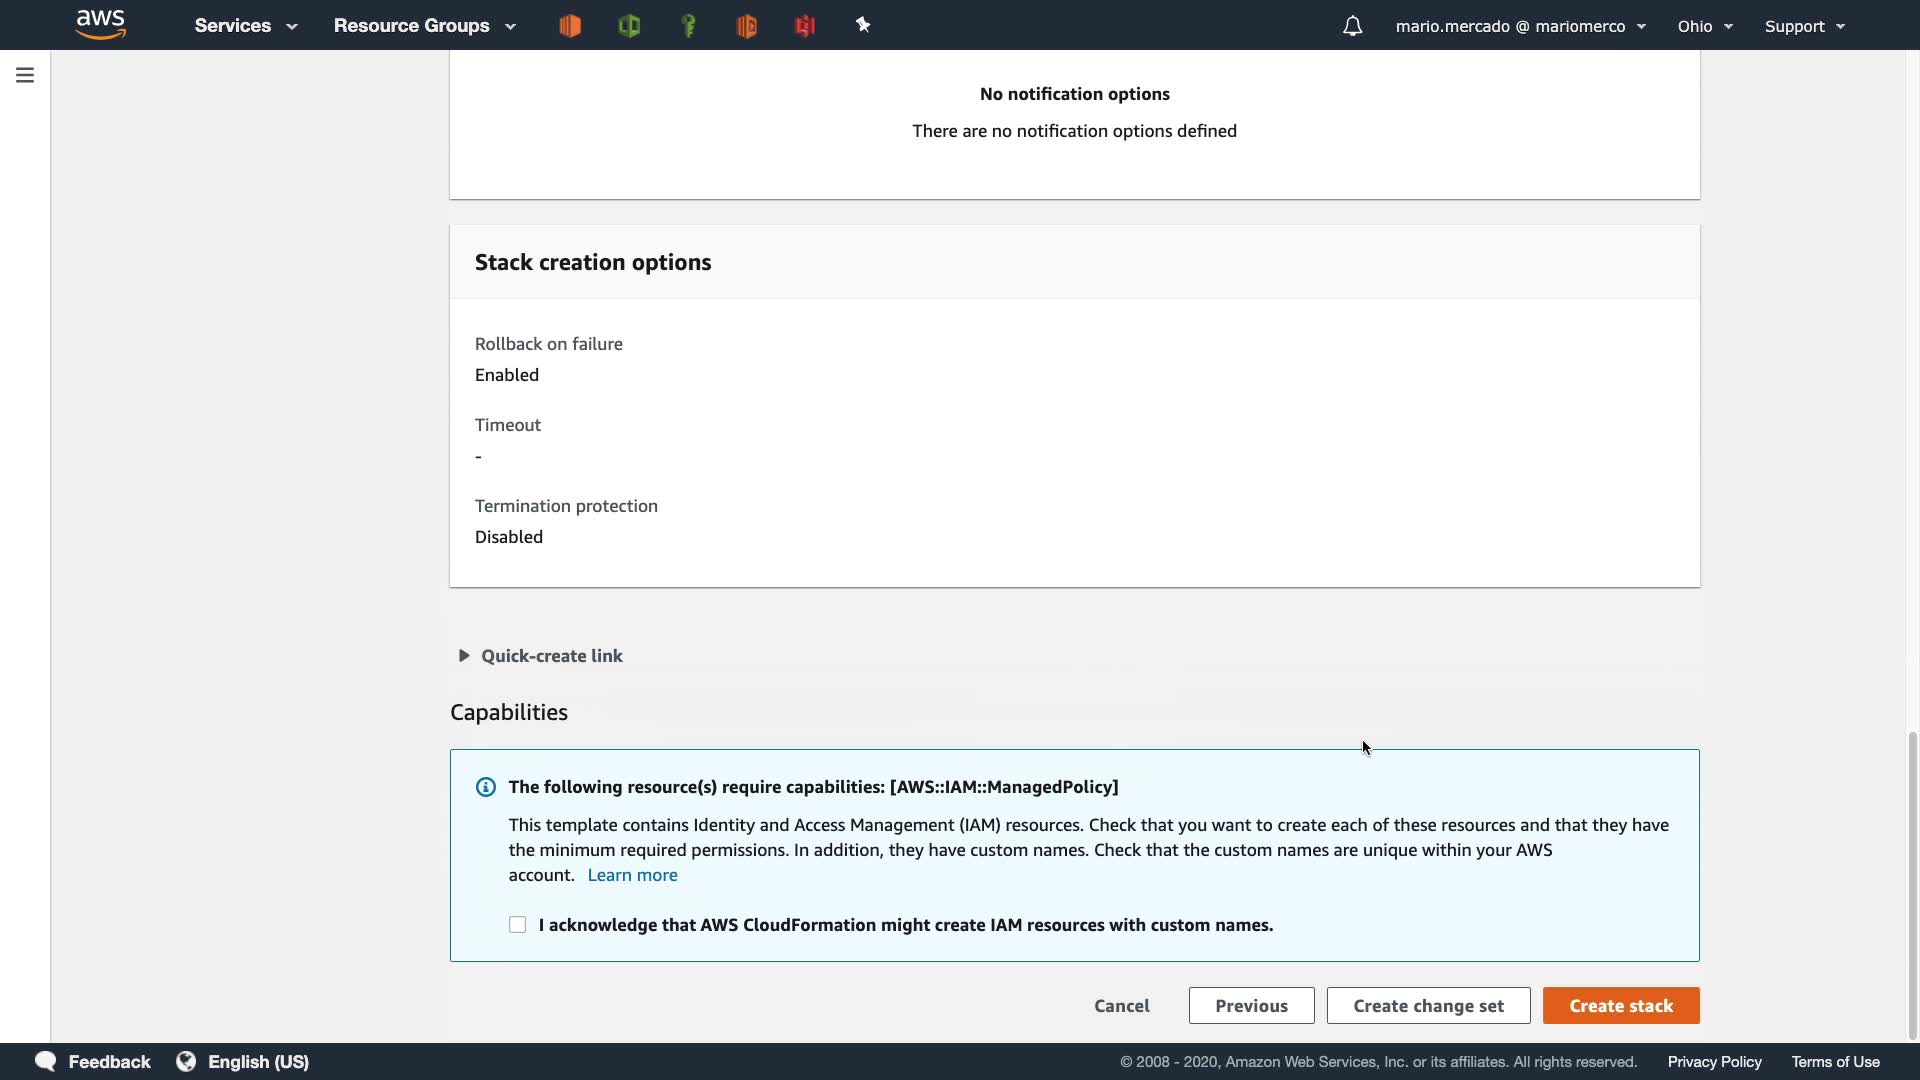 aws Services Resource Groups mario.mercado @ mariomerco Ohio Support
No notification options
There are no notification options defined
Stack creation options
Rollback on failure
Enabled
Timeout
-
Termination protection
Disabled
Quick-create link
Capabilities
The following resource(s) require capabilities: [AWS::IAM::ManagedPolicy]
This template contains Identity and Access Management (IAM) resources. Check that you want to create each of these resources and that they have
the minimum required permissions. In addition, they have custom names. Check that the custom names are unique within your AWS
account. Learn more
I acknowledge that AWS CloudFormation might create IAM resources with custom names.
Cancel Previous Create change set Create stack
Feedback English (US) © 2008 - 2020, Amazon Web Services, Inc. or its affiliates. All rights reserved. Privacy Policy Terms of Use